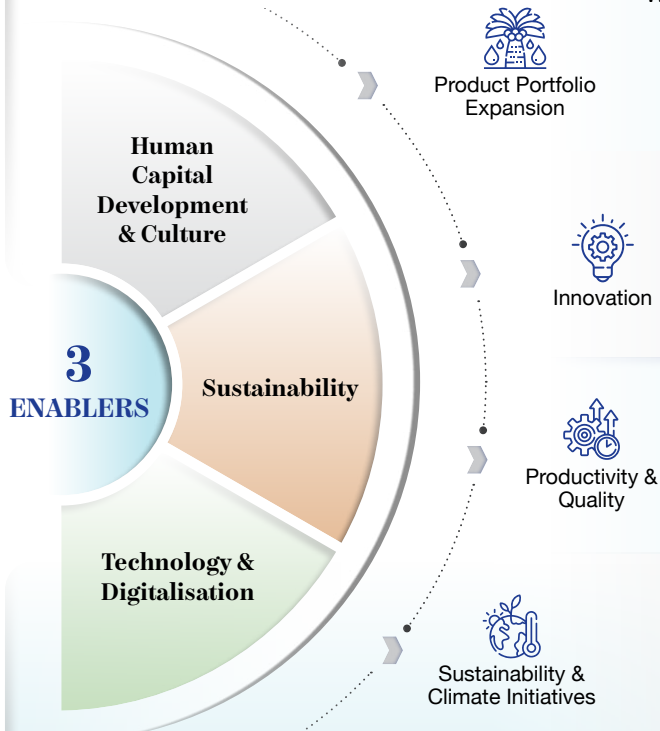 Human
Capital
Development
& Culture
3
ENABLERS
Sustainability
Technology &
Digitalisation
Product Portfolio
Expansion
Innovation
Productivity &
Quality
Sustainability &
Climate Initiatives